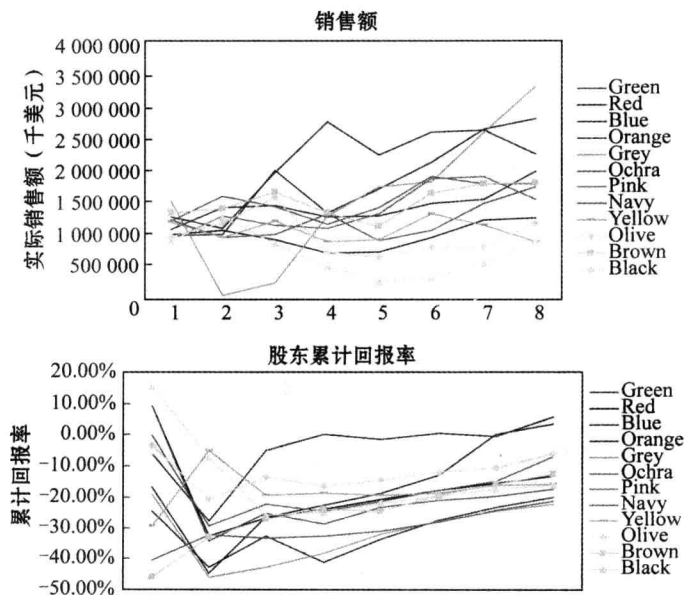 销售额
实际销售额（千美元）
4 000 000
3 500 000
3 000 000
2 500 000
2 000 000
1 500 000
1 000 000
500 000
0
1 2 3 4 5 6 7 8
Green
Red
Blue
Orange
Grey
Ochra
Pink
Navy
Yellow
Olive
Brown
Black
股东累计回报率
累计回报率
20.00%
10.00%
0.00%
-10.00%
-20.00%
-30.00%
-40.00%
-50.00%
Green
Red
Blue
Orange
Grey
Ochra
Pink
Navy
Yellow
Olive
Brown
Black